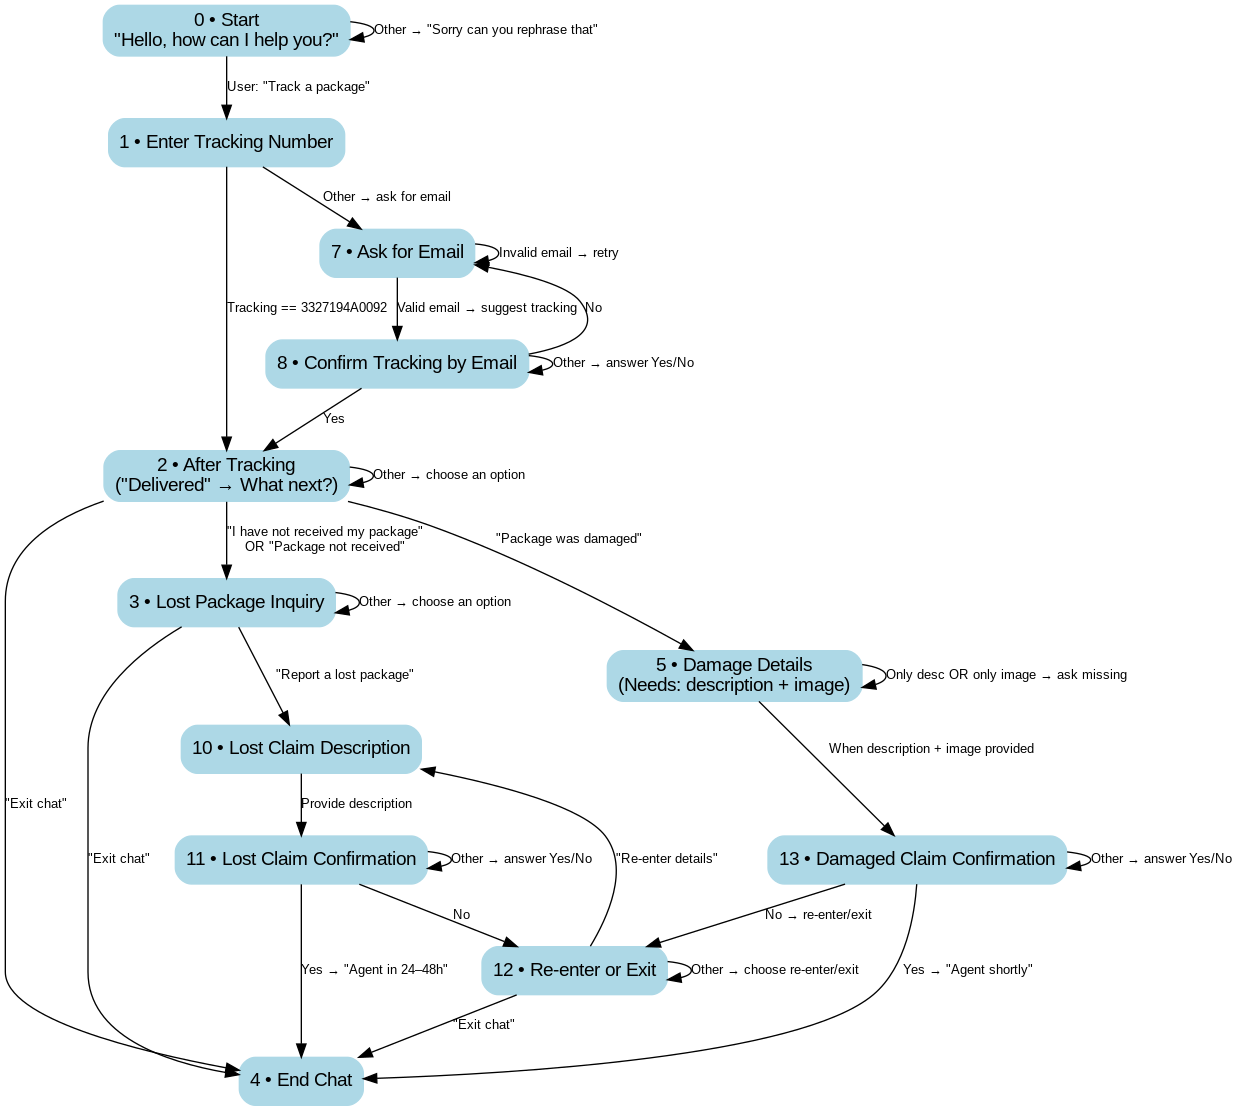 0 • Start
"Hello, how can I help you?"
Other → "Sorry can you rephrase that"
User: "Track a package"
1 • Enter Tracking Number
Other → ask for email
7 • Ask for Email
Invalid email → retry
Tracking == 3327194A0092
Valid email → suggest tracking
No
8 • Confirm Tracking by Email
Other → answer Yes/No
Yes
2 • After Tracking
("Delivered" → What next?)
Other → choose an option
"I have not received my package"
OR "Package not received"
"Package was damaged"
3 • Lost Package Inquiry
Other → choose an option
5 • Damage Details
(Needs: description + image)
Only desc OR only image → ask missing
"Report a lost package"
10 • Lost Claim Description
When description + image provided
"Exit chat"
Provide description
11 • Lost Claim Confirmation
Other → answer Yes/No
"Exit chat"
"Re-enter details"
13 • Damaged Claim Confirmation
Other → answer Yes/No
No
No → re-enter/exit
Yes → "Agent in 24–48h"
12 • Re-enter or Exit
Other → choose re-enter/exit
Yes → "Agent shortly"
"Exit chat"
4 • End Chat